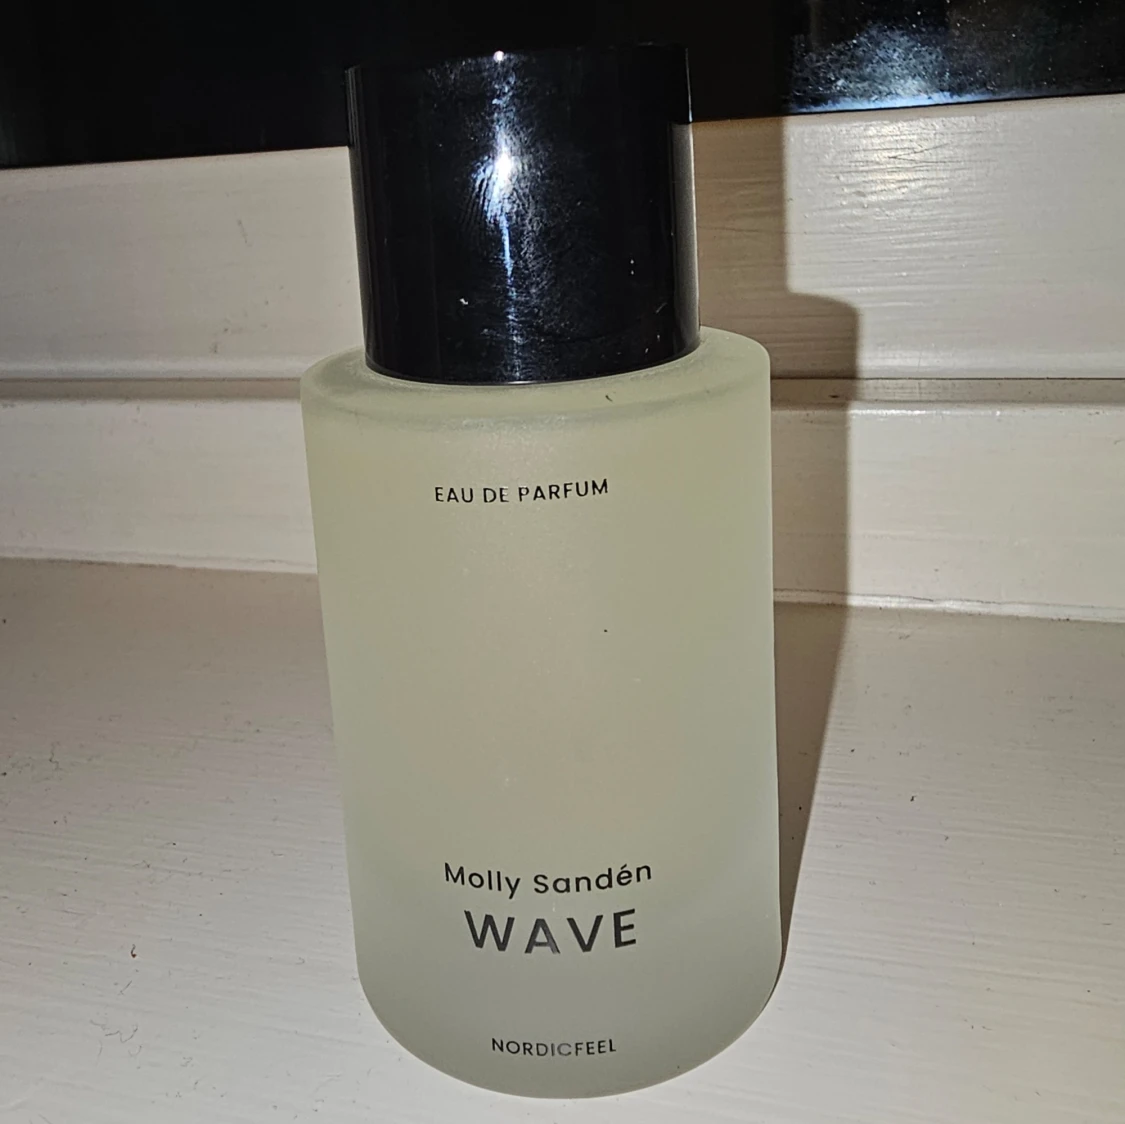 EAU DE PARFUM
Molly Sandén
WAVE
NORDICFEEL